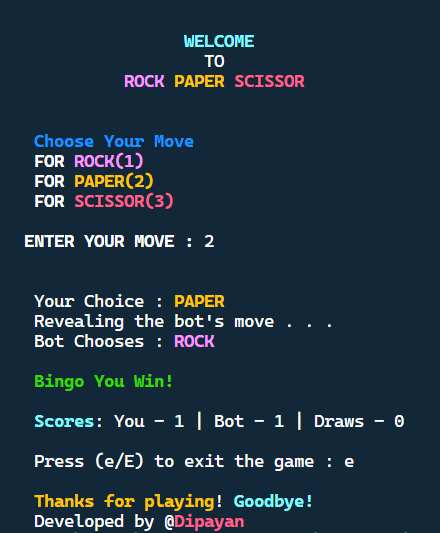 WELCOME
TO
ROCK PAPER SCISSOR
Choose Your Move
FOR ROCK(1)
FOR PAPER(2)
FOR SCISSOR(3)
ENTER YOUR MOVE : 2
Your Choice : PAPER
Revealing the bot's move . . .
Bot Chooses : ROCK
Bingo You Win!
Scores: You - 1 | Bot - 1 | Draws - 0
Press (e/E) to exit the game : e
Thanks for playing! Goodbye!
Developed by @Dipayan